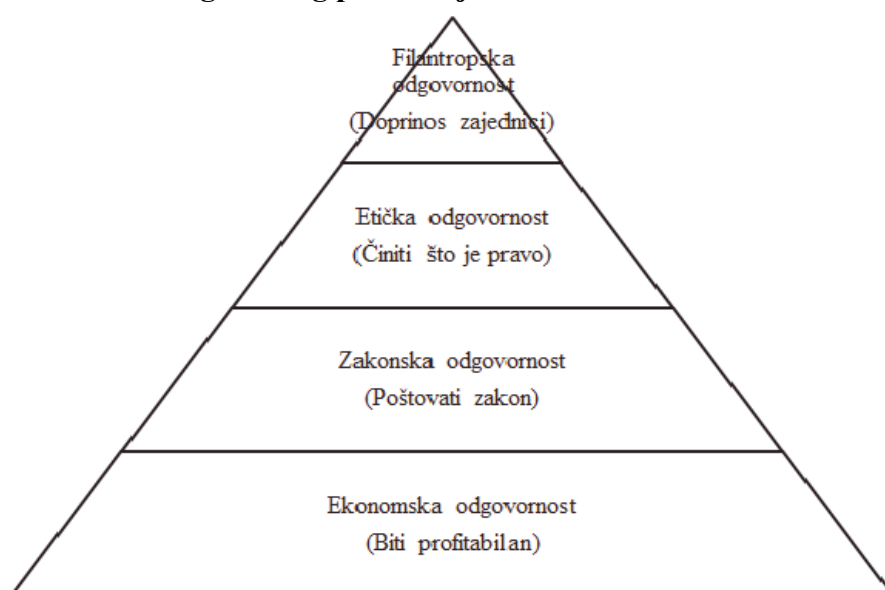 Filantropska
odgovornost
(Doprinos zajednici)
Etička odgovornost
(Činiti što je pravo)
Zakonska odgovornost
(Poštovati zakon)
Ekonomska odgovornost
(Biti profitabilan)